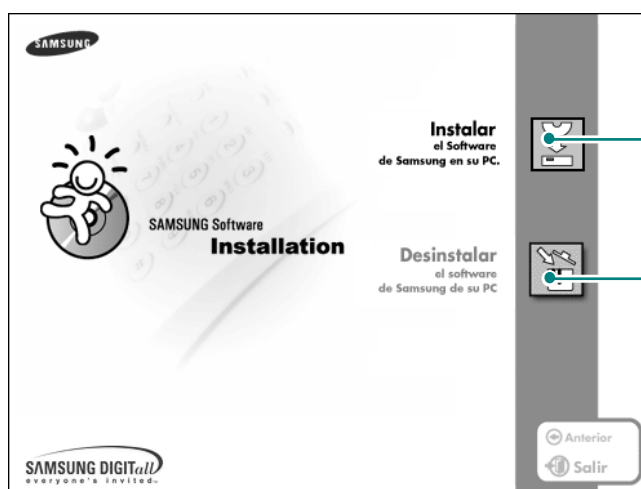 SAMSUNG
Instalar
el Software
de Samsung en su PC.
SAMSUNG Software
Installation
Desinstalar
el software
de Samsung de su PC
Anterior
Salir
SAMSUNG DIGITall
everyone's invited™